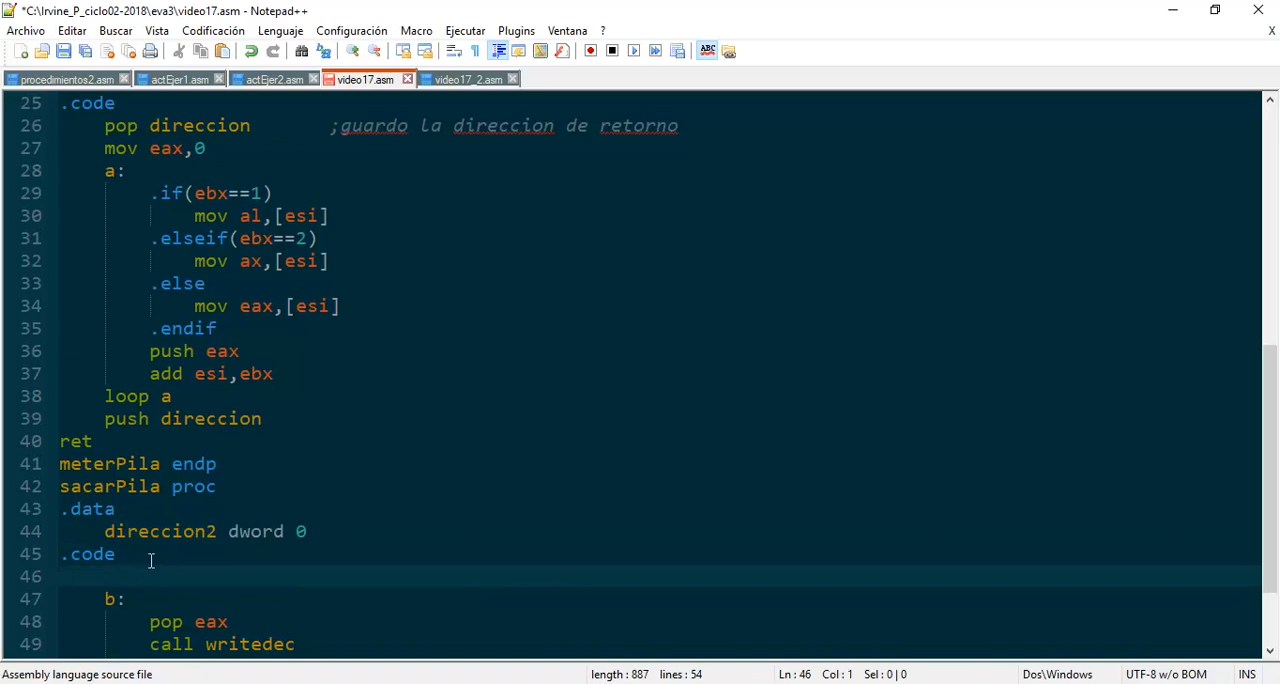 *C:\Irvine_P_ciclo02-2018\eva3\video17.asm - Notepad++
Archivo Editar Buscar Vista Codificación Lenguaje Configuración Macro Ejecutar Plugins Ventana ? X
procedimientos2.asm actEjer1.asm actEjer2.asm video17.asm video17_2.asm
25 .code
26 pop direccion ;guardo la direccion de retorno
27 mov eax,0
28 a:
29 .if(ebx==1)
30 mov al,[esi]
31 .elseif(ebx==2)
32 mov ax,[esi]
33 .else
34 mov eax,[esi]
35 .endif
36 push eax
37 add esi,ebx
38 loop a
39 push direccion
40 ret
41 meterPila endp
42 sacarPila proc
43 .data
44 direccion2 dword 0
45 .code
46
47 b:
48 pop eax
49 call writedec
Assembly language source file length : 887 lines : 54 Ln : 46 Col : 1 Sel : 0 | 0 Dos\Windows UTF-8 w/o BOM INS